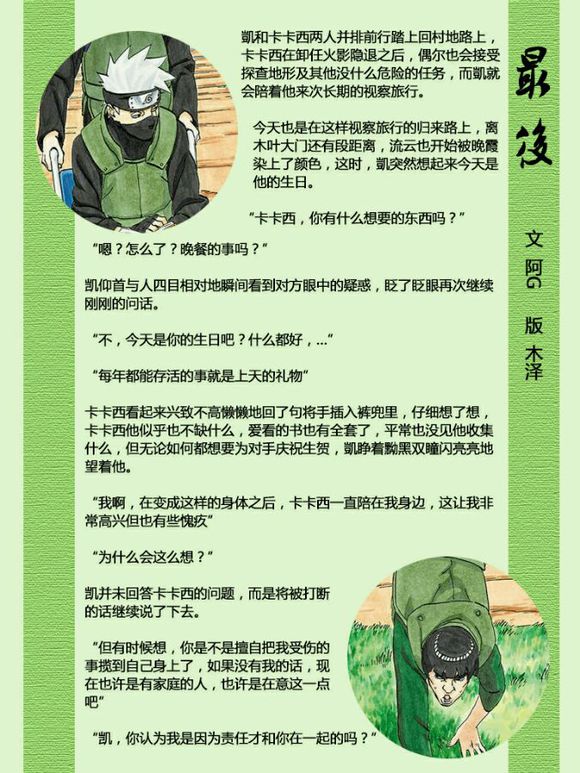 最後
文 阿G 版 木泽
凱和卡卡西两人并排前行踏上回村地路上，
卡卡西在卸任火影隐退之后，偶尔也会接受
探查地形及其他没什么危险的任务，而凱就
会陪着他来次长期的视察旅行。
今天也是在这样视察旅行的归来路上，离
木叶大门还有段距离，流云也开始被晚霞
染上了颜色，这时，凱突然想起来今天是
他的生日。
“卡卡西，你有什么想要的东西吗？”
“嗯？怎么了？晚餐的事吗？”
凱仰首与人四目相对地瞬间看到对方眼中的疑惑，眨了眨眼再次继续
刚刚的问话。
“不，今天是你的生日吧？什么都好，…”
“每年都能存活的事就是上天的礼物”
卡卡西看起来兴致不高懒懒地回了句将手插入裤兜里，仔细想了想，
卡卡西他似乎也不缺什么，爱看的书也有全套了，平常也没见他收集
什么，但无论如何都想要为对手庆祝生贺，凱睁着黝黑双瞳闪亮亮地
望着他。
“我啊，在变成这样的身体之后，卡卡西一直陪在我身边，这让我非
常高兴但也有些愧疚”
“为什么会这么想？”
凱并未回答卡卡西的问题，而是将被打断
的话继续说了下去。
“但有时候想，你是不是擅自把我受伤的
事揽到自己身上了，如果没有我的话，现
在也许是有家庭的人，也许是在意这一点
吧”
“凱，你认为我是因为责任才和你在一起的吗？”